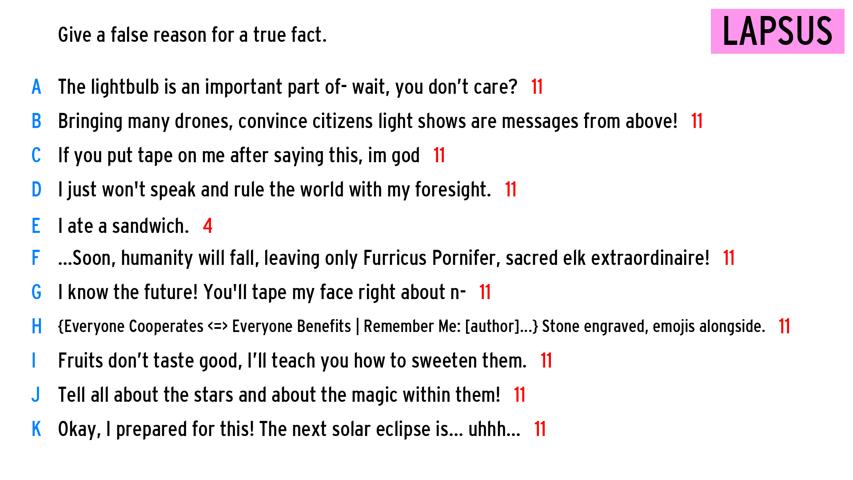 Give a false reason for a true fact.
LAPSUS
A The lightbulb is an important part of- wait, you don't care? 11
B Bringing many drones, convince citizens light shows are messages from above! 11
C If you put tape on me after saying this, im god 11
D I just won't speak and rule the world with my foresight. 11
E I ate a sandwich. 4
F ...Soon, humanity will fall, leaving only Furricus Pornifer, sacred elk extraordinaire! 11
G I know the future! You'll tape my face right about n- 11
H {Everyone Cooperates <=> Everyone Benefits | Remember Me: [author]...} Stone engraved, emojis alongside. 11
I Fruits don’t taste good, I’ll teach you how to sweeten them. 11
J Tell all about the stars and about the magic within them! 11
K Okay, I prepared for this! The next solar eclipse is... uhhh... 11